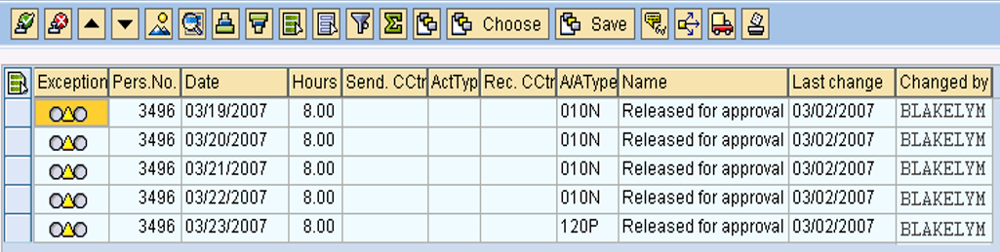 Choose Save
Exception Pers.No. Date Hours Send. CCtr ActTyp Rec. CCtr A/AType Name Last change Changed by
3496 03/19/2007 8.00 010N Released for approval 03/02/2007 BLAKELYM
3496 03/20/2007 8.00 010N Released for approval 03/02/2007 BLAKELYM
3496 03/21/2007 8.00 010N Released for approval 03/02/2007 BLAKELYM
3496 03/22/2007 8.00 010N Released for approval 03/02/2007 BLAKELYM
3496 03/23/2007 8.00 120P Released for approval 03/02/2007 BLAKELYM